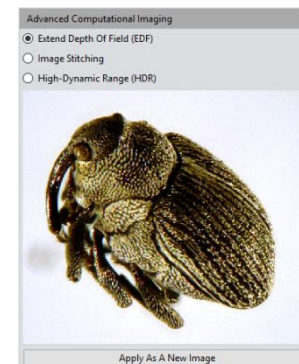 Advanced Computational Imaging
Extend Depth Of Field (EDF)
Image Stitching
High-Dynamic Range (HDR)
Apply As A New Image